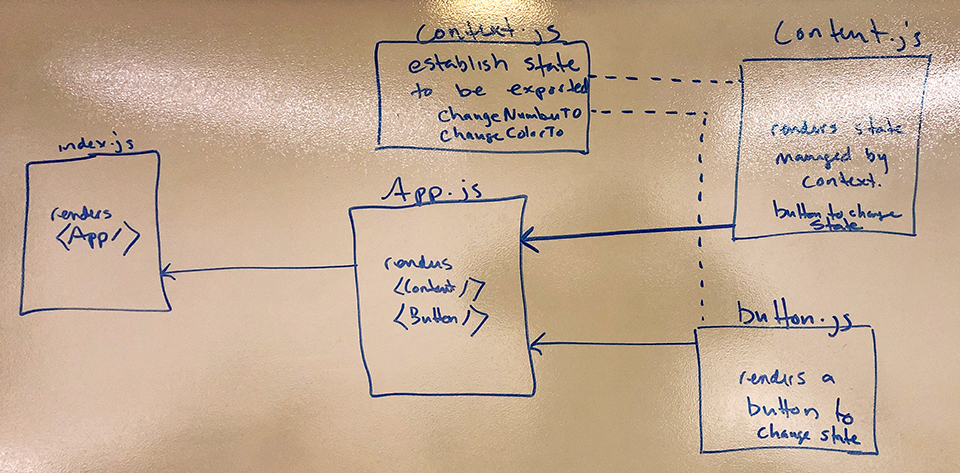 Context.js
establish state
to be exported
changeNumberTo
changeColorTo
Content.js
renders state
managed by
context.
button to change
state
index.js
renders
<App/>
App.js
renders
<Content/>
<Button/>
button.js
renders a
button to
change state